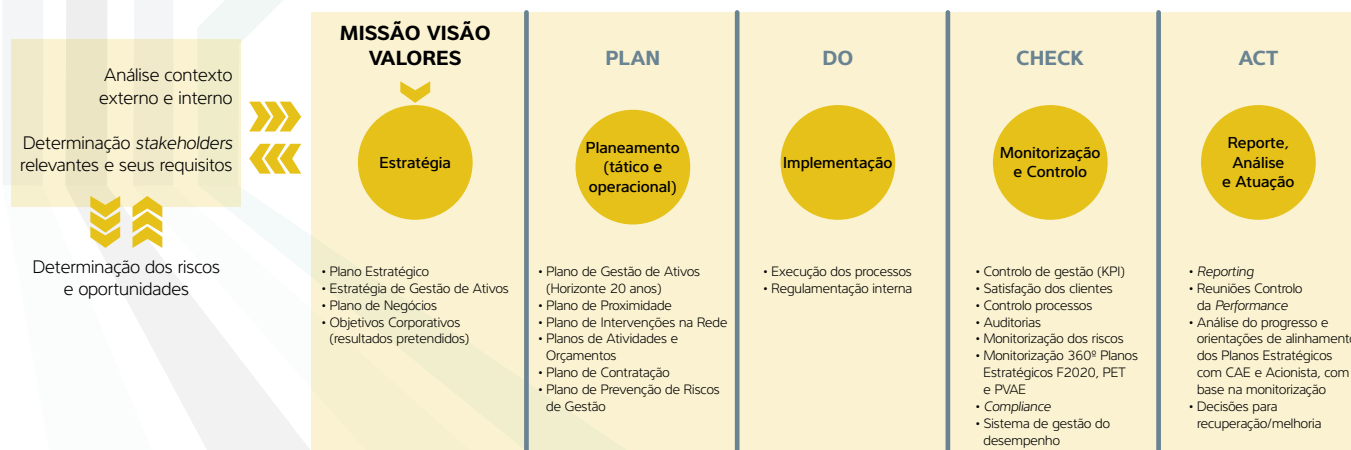 Análise contexto
externo e interno
Determinação stakeholders
relevantes e seus requisitos
Determinação dos riscos
e oportunidades
MISSÃO VISÃO
VALORES
Estratégia
• Plano Estratégico
• Estratégia de Gestão de Ativos
• Plano de Negócios
• Objetivos Corporativos
(resultados pretendidos)
PLAN
Planeamento
(tático e
operacional)
• Plano de Gestão de Ativos
(Horizonte 20 anos)
• Plano de Proximidade
• Plano de Intervenções na Rede
• Planos de Atividades e
Orçamentos
• Plano de Contratação
• Plano de Prevenção de Riscos
de Gestão
DO
Implementação
• Execução dos processos
• Regulamentação interna
CHECK
Monitorização
e Controlo
• Controlo de gestão (KPI)
• Satisfação dos clientes
• Controlo processos
• Auditorias
• Monitorização dos riscos
• Monitorização 360º Planos
Estratégicos F2020, PET
e PVAE
• Compliance
• Sistema de gestão do
desempenho
ACT
Reporte,
Análise
e Atuação
• Reporting
• Reuniões Controlo
da Performance
• Análise do progresso e
orientações de alinhamento
dos Planos Estratégicos
com CAE e Acionista, com
base na monitorização
• Decisões para
recuperação/melhoria